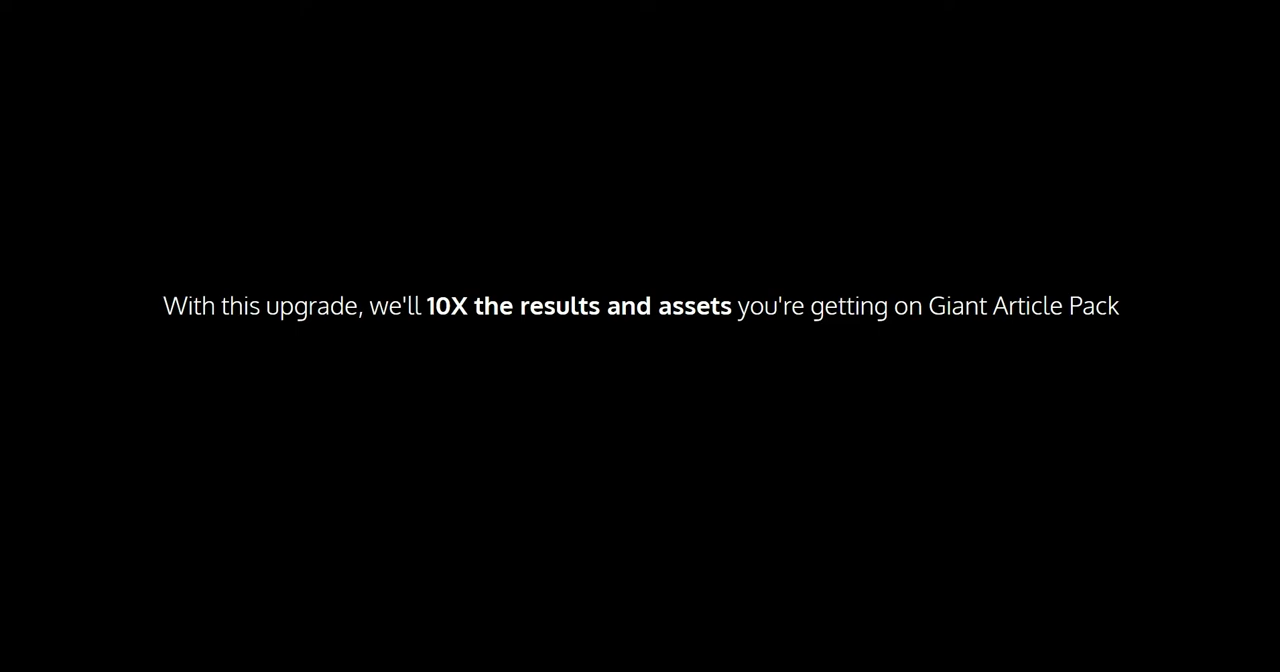 With this upgrade, we'll 10X the results and assets you're getting on Giant Article Pack